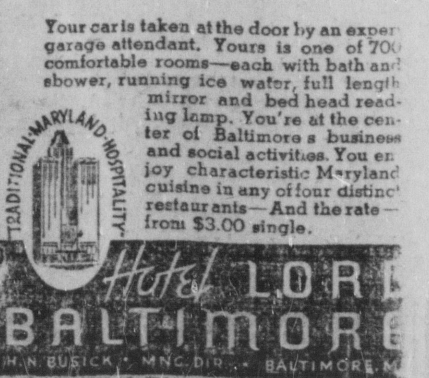 Your car is taken at the door by an exper
garage attendant. Yours is one of 700
comfortable rooms—each with bath and
shower, running ice water, full length
mirror and bed head read-
ing lamp. You're at the cen-
ter of Baltimore s business
and social activities. You en
joy characteristic Maryland
cuisine in any of four distinc'
restaurants—And the rate—
from $3.00 single.
TRADITIONAL·MARYLAND·HOSPITALITY
Hotel LORD
BALTIMORE
H. N. BUSICK · MNG. DIR. · BALTIMORE, M